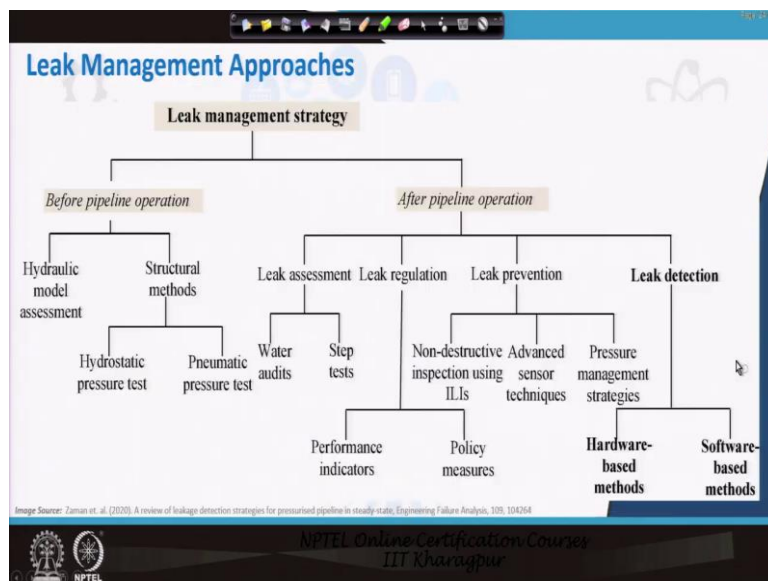 Leak Management Approaches
Leak management strategy
Before pipeline operation
After pipeline operation
Hydraulic
model
assessment
Structural
methods
Hydrostatic
pressure test
Pneumatic
pressure test
Leak assessment
Leak regulation
Leak prevention
Leak detection
Water
audits
Step
tests
Non-destructive
inspection using
ILIs
Advanced
sensor
techniques
Pressure
management
strategies
Performance
indicators
Policy
measures
Hardware-
based
methods
Software-
based
methods
Image Source: Zaman et. al. (2020). A review of leakage detection strategies for pressurised pipeline in steady-state, Engineering Failure Analysis, 109, 104264
NPTEL Online Certification Courses
IIT Kharagpur
NPTEL